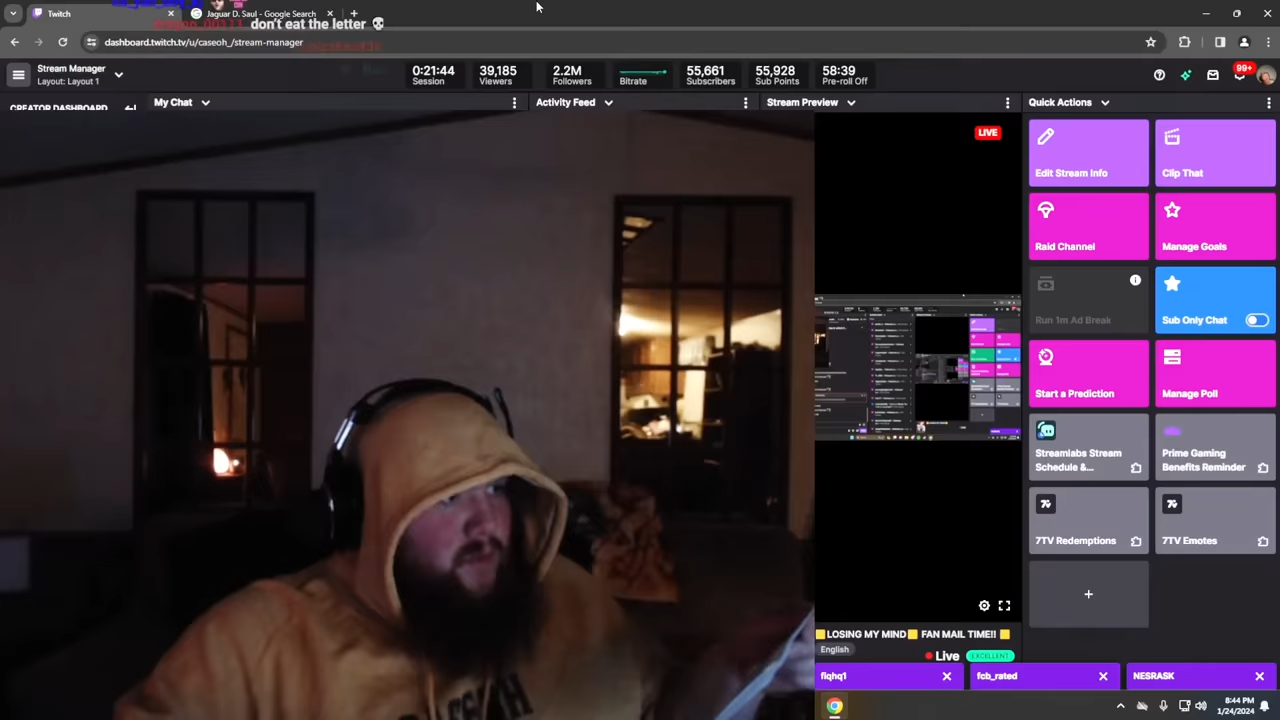 Twitch
Jaguar D. Saul - Google Search
don't eat the letter 💀
dashboard.twitch.tv/u/caseoh_/stream-manager
Stream Manager
Layout: Layout 1
0:21:44
Session
39,185
Viewers
2.2M
Followers
Bitrate
55,661
Subscribers
55,928
Sub Points
58:39
Pre-roll Off
99+
CREATOR DASHBOARD
My Chat
Activity Feed
Stream Preview
Quick Actions
LIVE
Edit Stream Info
Clip That
Raid Channel
Manage Goals
Run 1m Ad Break
Sub Only Chat
Start a Prediction
Manage Poll
Streamlabs Stream
Schedule &...
Prime Gaming
Benefits Reminder
7TV Redemptions
7TV Emotes
🟨LOSING MY MIND🟨 FAN MAIL TIME!! 🟨
English
Live
EXCELLENT
flqhq1
fcb_rated
NESRASK
8:44 PM
1/24/2024